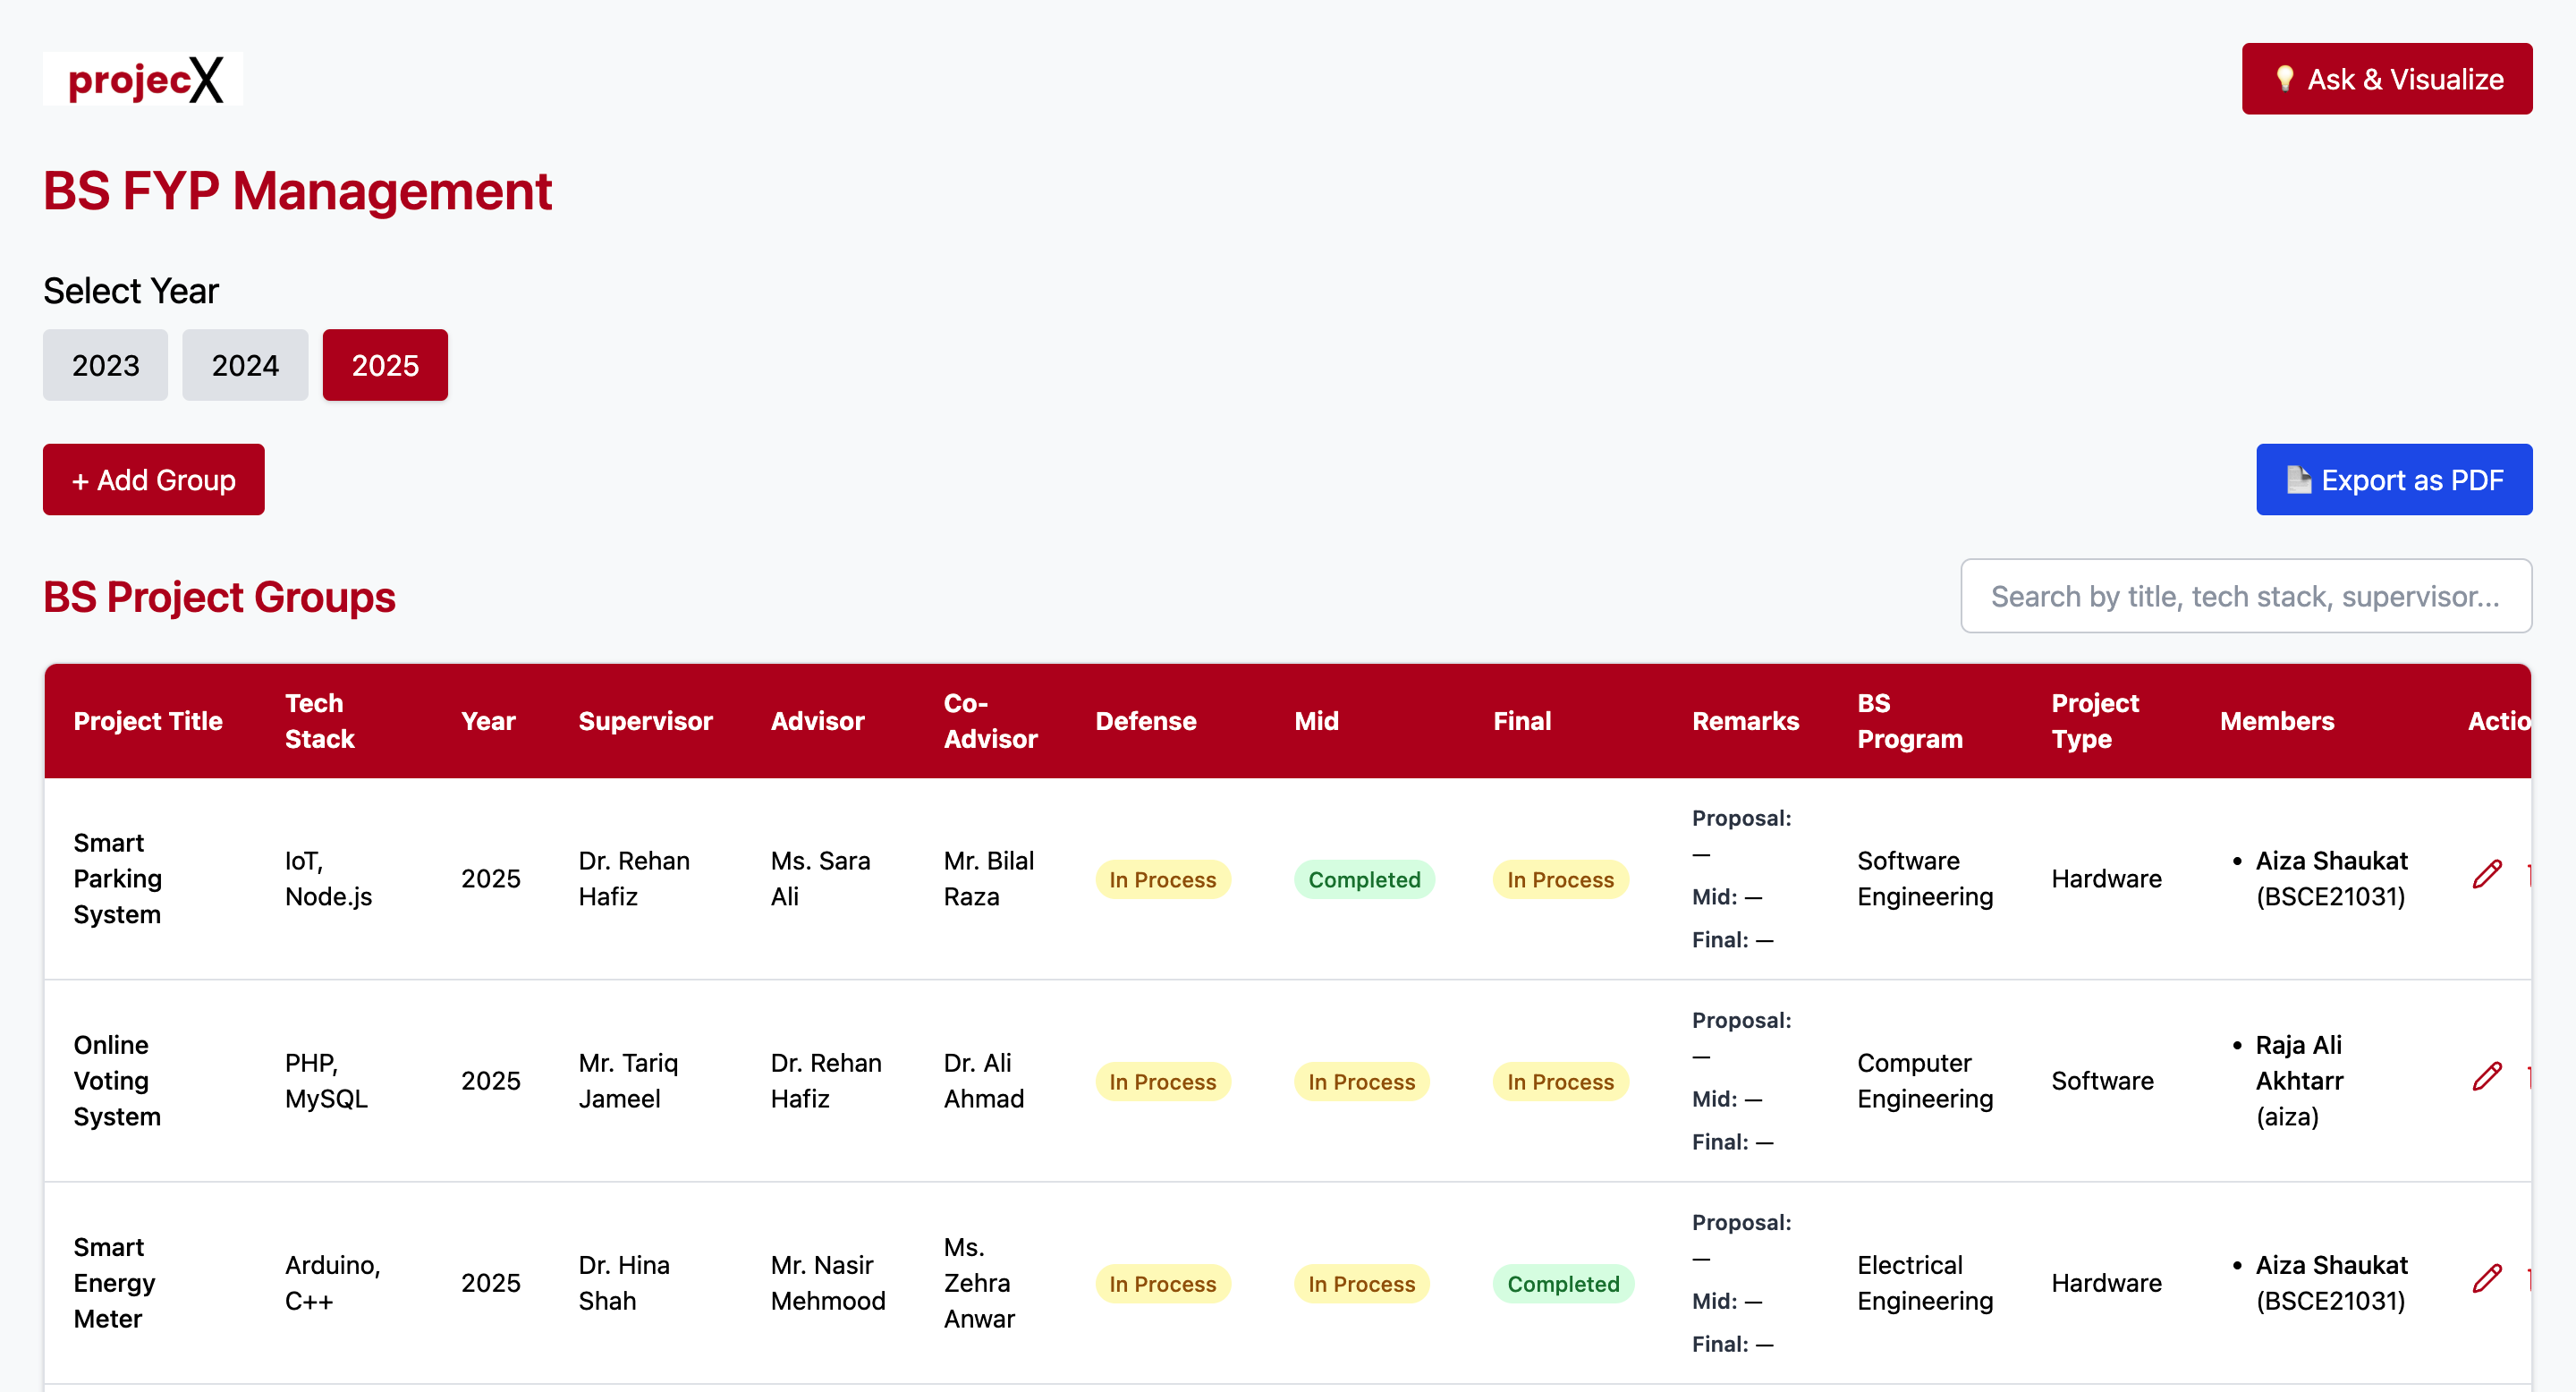 projecX
💡 Ask & Visualize
BS FYP Management
Select Year
2023 2024 2025
+ Add Group
📄 Export as PDF
BS Project Groups
Search by title, tech stack, supervisor...
Project Title
Tech
Stack
Year
Supervisor
Advisor
Co-
Advisor
Defense
Mid
Final
Remarks
BS
Program
Project
Type
Members
Actio
Smart
Parking
System
IoT,
Node.js
2025
Dr. Rehan
Hafiz
Ms. Sara
Ali
Mr. Bilal
Raza
In Process
Completed
In Process
Proposal:
—
Mid: —
Final: —
Software
Engineering
Hardware
• Aiza Shaukat
(BSCE21031)
Online
Voting
System
PHP,
MySQL
2025
Mr. Tariq
Jameel
Dr. Rehan
Hafiz
Dr. Ali
Ahmad
In Process
In Process
In Process
Proposal:
—
Mid: —
Final: —
Computer
Engineering
Software
• Raja Ali
Akhtarr
(aiza)
Smart
Energy
Meter
Arduino,
C++
2025
Dr. Hina
Shah
Mr. Nasir
Mehmood
Ms.
Zehra
Anwar
In Process
In Process
Completed
Proposal:
—
Mid: —
Final: —
Electrical
Engineering
Hardware
• Aiza Shaukat
(BSCE21031)